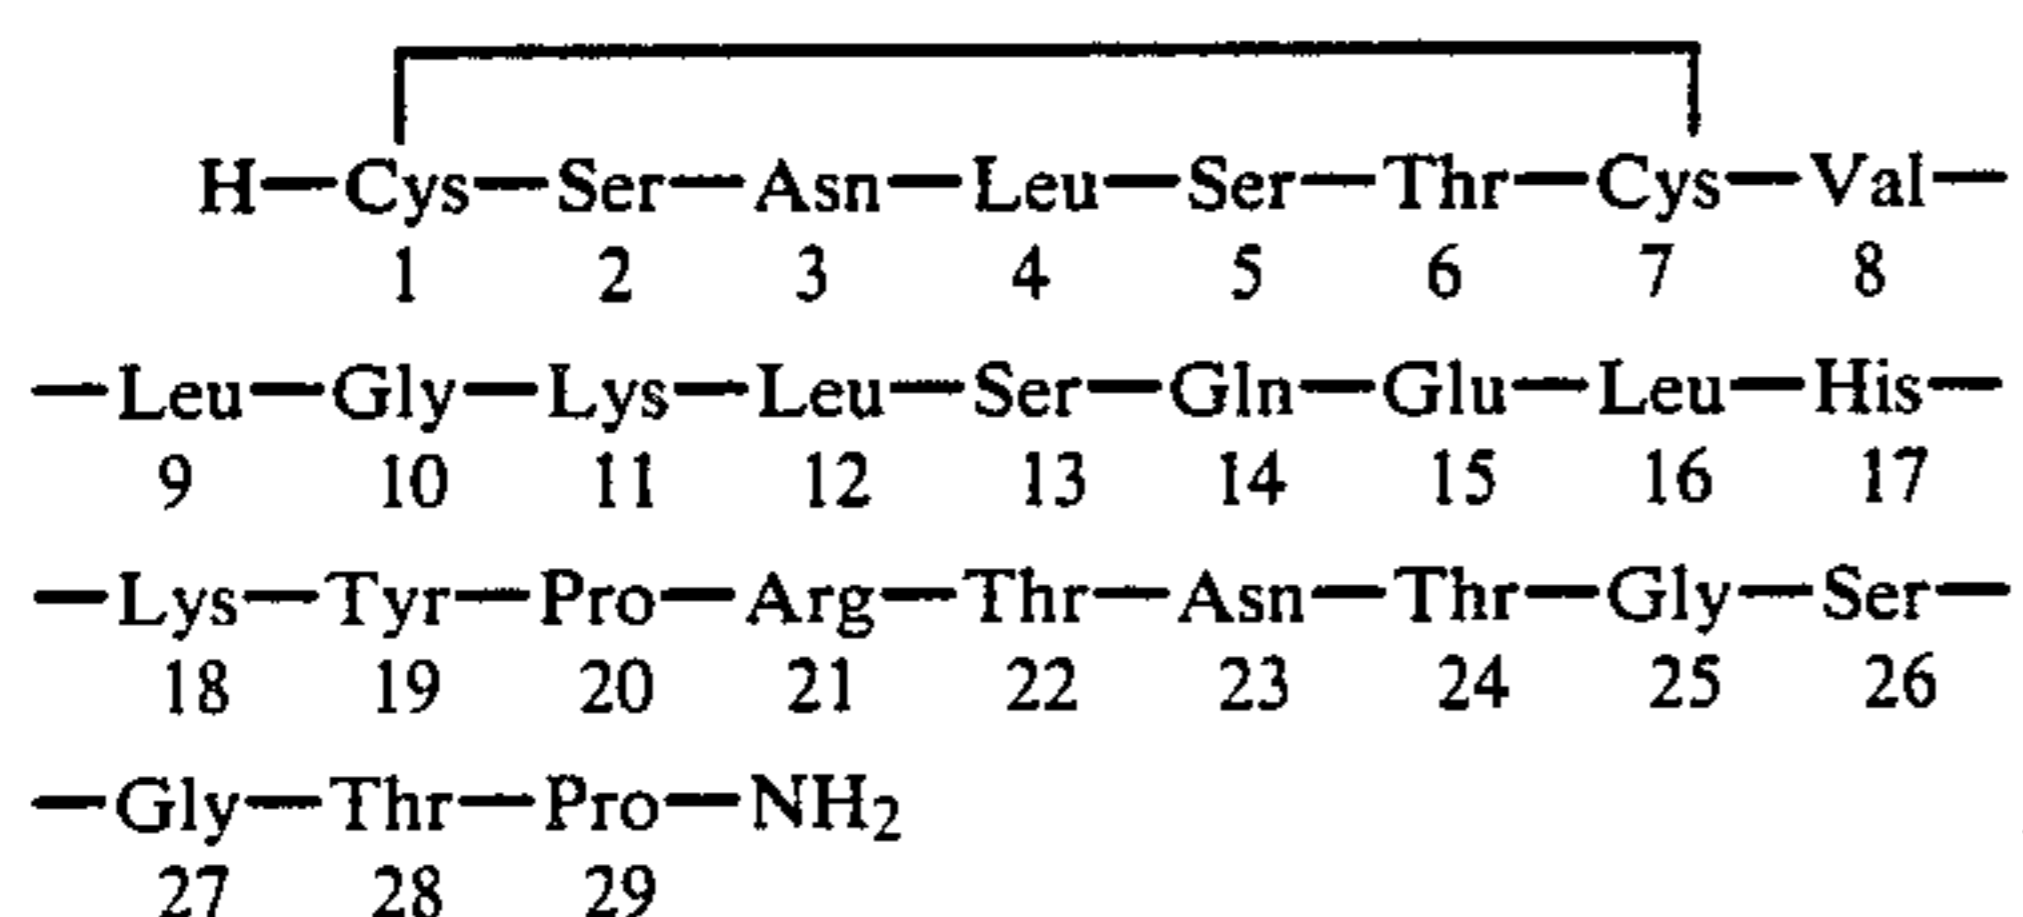 H—Cys—Ser—Asn—Leu—Ser—Thr—Cys—Val—
1 2 3 4 5 6 7 8
—Leu—Gly—Lys—Leu—Ser—Gln—Glu—Leu—His—
9 10 11 12 13 14 15 16 17
—Lys—Tyr—Pro—Arg—Thr—Asn—Thr—Gly—Ser—
18 19 20 21 22 23 24 25 26
—Gly—Thr—Pro—NH₂
27 28 29